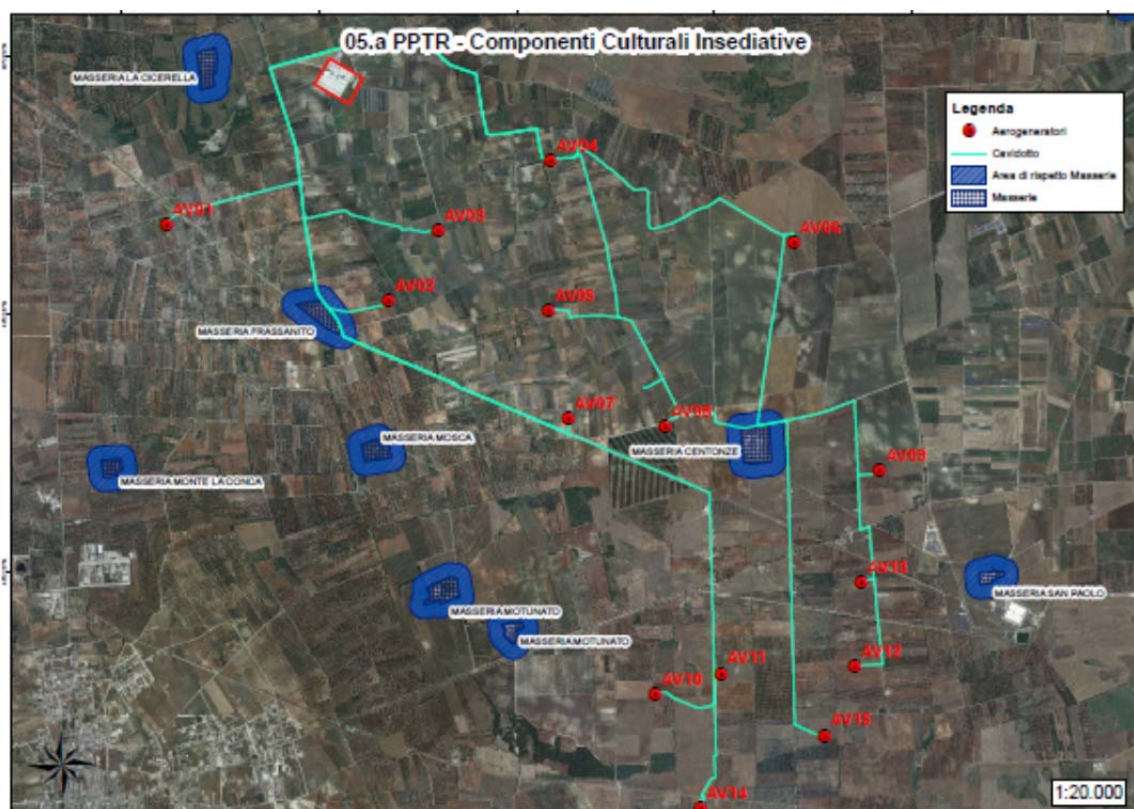 05.a PPTR - Componenti Culturali Insediative
MASSERIA LA CICERELLA
Legenda
Aerogeneratori
Cavidotto
Area di rispetto Masserie
Masserie
AV04
AV01
AV03
AV06
AV02
AV05
MASSERIA FRASSANITO
AV07
AV08
MASSERIA MOSCA
MASSERIA CENTONZE
AV09
MASSERIA MONTE LA CONCA
AV13
MASSERIA SAN PAOLO
MASSERIA MOTUNATO
MASSERIA MOTUNATO
AV11
AV12
AV10
AV15
AV14
1:20.000